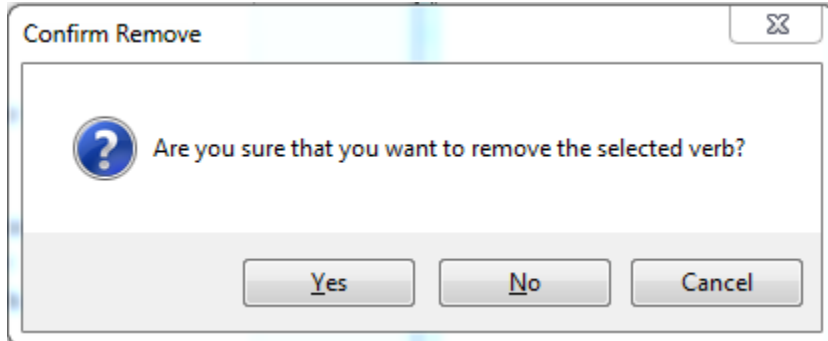 Confirm Remove
Are you sure that you want to remove the selected verb?
Yes No Cancel